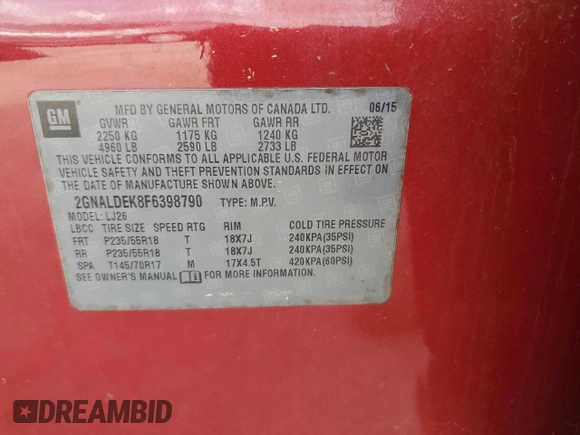 GM
MFD BY GENERAL MOTORS OF CANADA LTD. 06/15
GVWR GAWR FRT GAWR RR
2250 KG 1175 KG 1240 KG
4960 LB 2590 LB 2733 LB
THIS VEHICLE CONFORMS TO ALL APPLICABLE U.S. FEDERAL MOTOR
VEHICLE SAFETY AND THEFT PREVENTION STANDARDS IN EFFECT ON
THE DATE OF MANUFACTURE SHOWN ABOVE.
2GNALDEK8F6398790 TYPE: M.P.V.
MODEL: LJ26
LBCC TIRE SIZE SPEED RTG RIM COLD TIRE PRESSURE
FRT P235/55R18 T 18X7J 240KPA(35PSI)
RR P235/55R18 T 18X7J 240KPA(35PSI)
SPA T145/70R17 M 17X4.5T 420KPA(60PSI)
SEE OWNER'S MANUAL FOR MORE INFORMATION
DREAMBID